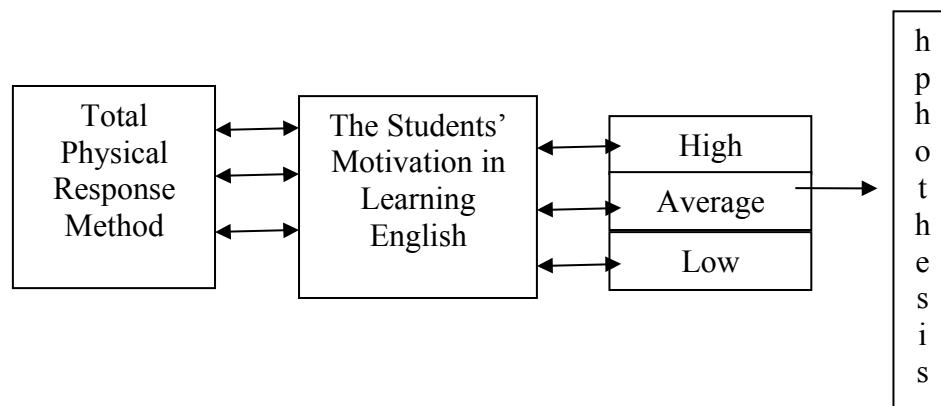 Total
Physical
Response
Method
The Students’
Motivation in
Learning
English
High
Average
Low
h
p
h
o
t
h
e
s
i
s